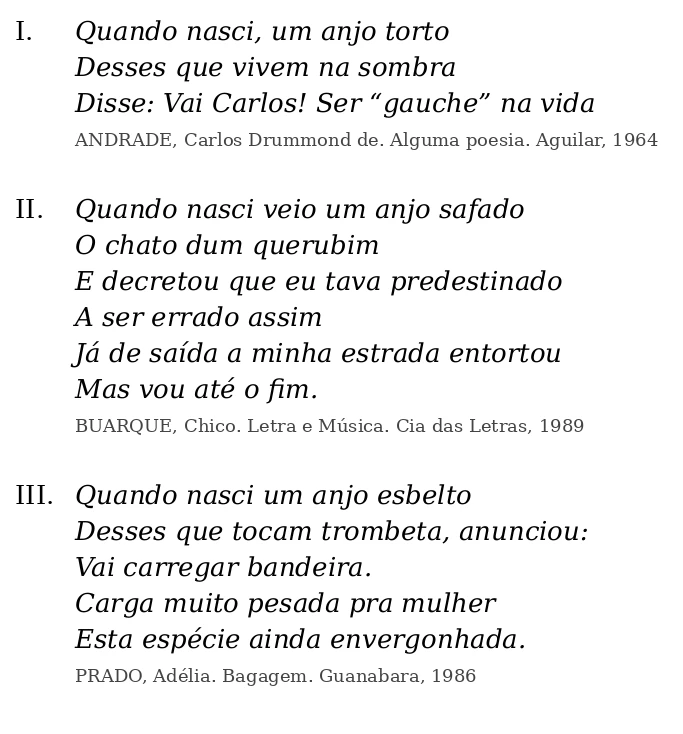 I. Quando nasci, um anjo torto
Desses que vivem na sombra
Disse: Vai Carlos! Ser “gauche” na vida
ANDRADE, Carlos Drummond de. Alguma poesia. Aguilar, 1964
II. Quando nasci veio um anjo safado
O chato dum querubim
E decretou que eu tava predestinado
A ser errado assim
Já de saída a minha estrada entortou
Mas vou até o fim.
BUARQUE, Chico. Letra e Música. Cia das Letras, 1989
III. Quando nasci um anjo esbelto
Desses que tocam trombeta, anunciou:
Vai carregar bandeira.
Carga muito pesada pra mulher
Esta espécie ainda envergonhada.
PRADO, Adélia. Bagagem. Guanabara, 1986